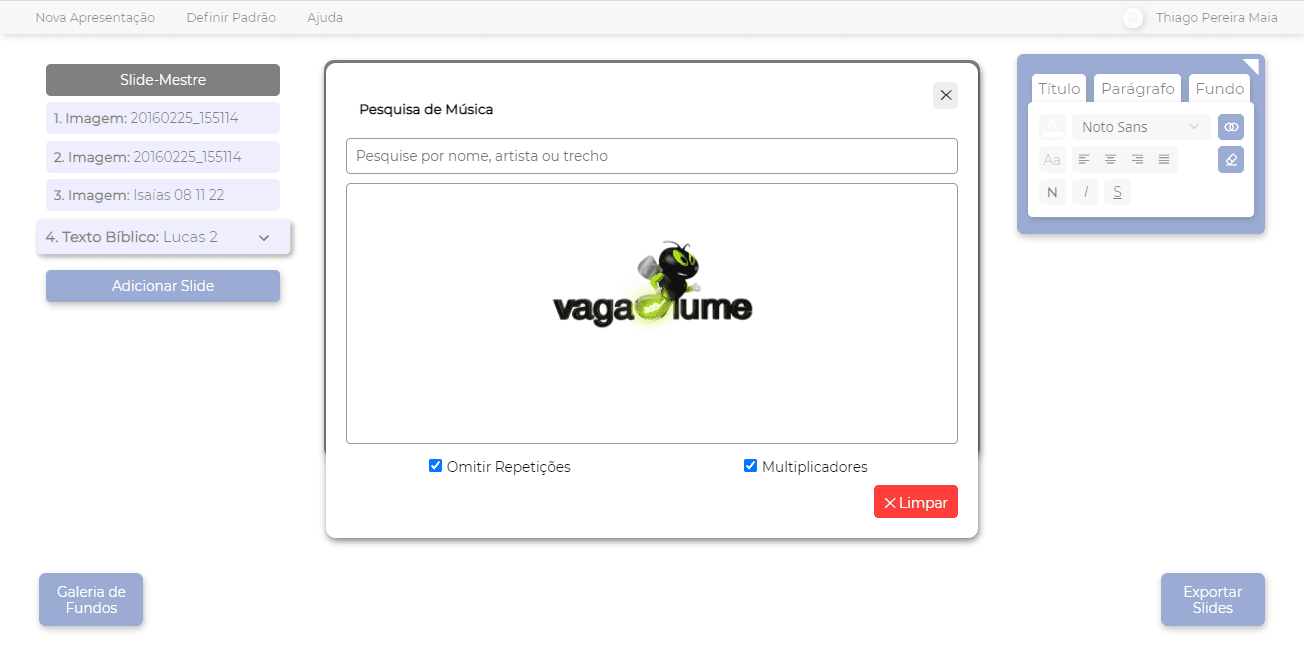 Nova Apresentação Definir Padrão Ajuda Thiago Pereira Maia
Slide-Mestre
1. Imagem: 20160225_155114
2. Imagem: 20160225_155114
3. Imagem: Isaías 08 11 22
4. Texto Bíblico: Lucas 2
Adicionar Slide
Galeria de
Fundos
Pesquisa de Música
Pesquise por nome, artista ou trecho
vagalume
Omitir Repetições Multiplicadores
Limpar
Título Parágrafo Fundo
A Noto Sans
Aa
N I S
Exportar
Slides